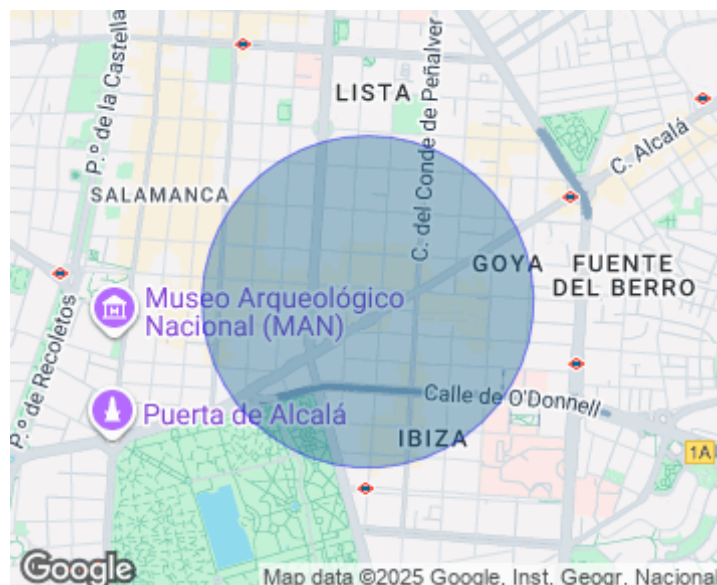 P.º de la Castella
LISTA
C. del Conde de Peñalver
C. Alcalá
SALAMANCA
GOYA
FUENTE
DEL BERRO
Museo Arqueológico
Nacional (MAN)
P.º de Recoletos
Puerta de Alcalá
Calle de O'Donnell
IBIZA
1A
Google
Map data ©2025 Google, Inst. Geogr. Nacional